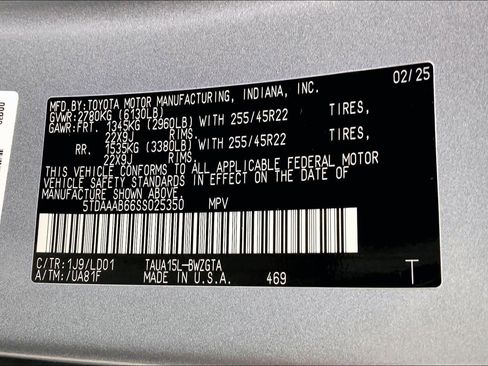 MFD.BY:TOYOTA MOTOR MANUFACTURING, INDIANA, INC. 02/25
GVWR:2780KG (6130LB)
GAWR:FRT. 1345KG (2960LB) WITH 255/45R22 TIRES,
22X9J RIMS.
RR. 1535KG (3380LB) WITH 255/45R22 TIRES,
22X9J RIMS.
THIS VEHICLE CONFORMS TO ALL APPLICABLE FEDERAL MOTOR
VEHICLE SAFETY STANDARDS IN EFFECT ON THE DATE OF
MANUFACTURE SHOWN ABOVE.
5TDAAAB66SS025350 MPV
C/TR:1J9/LD01 TAUA15L-BWZGTA
A/TM:/UA81F MADE IN U.S.A. 469 T